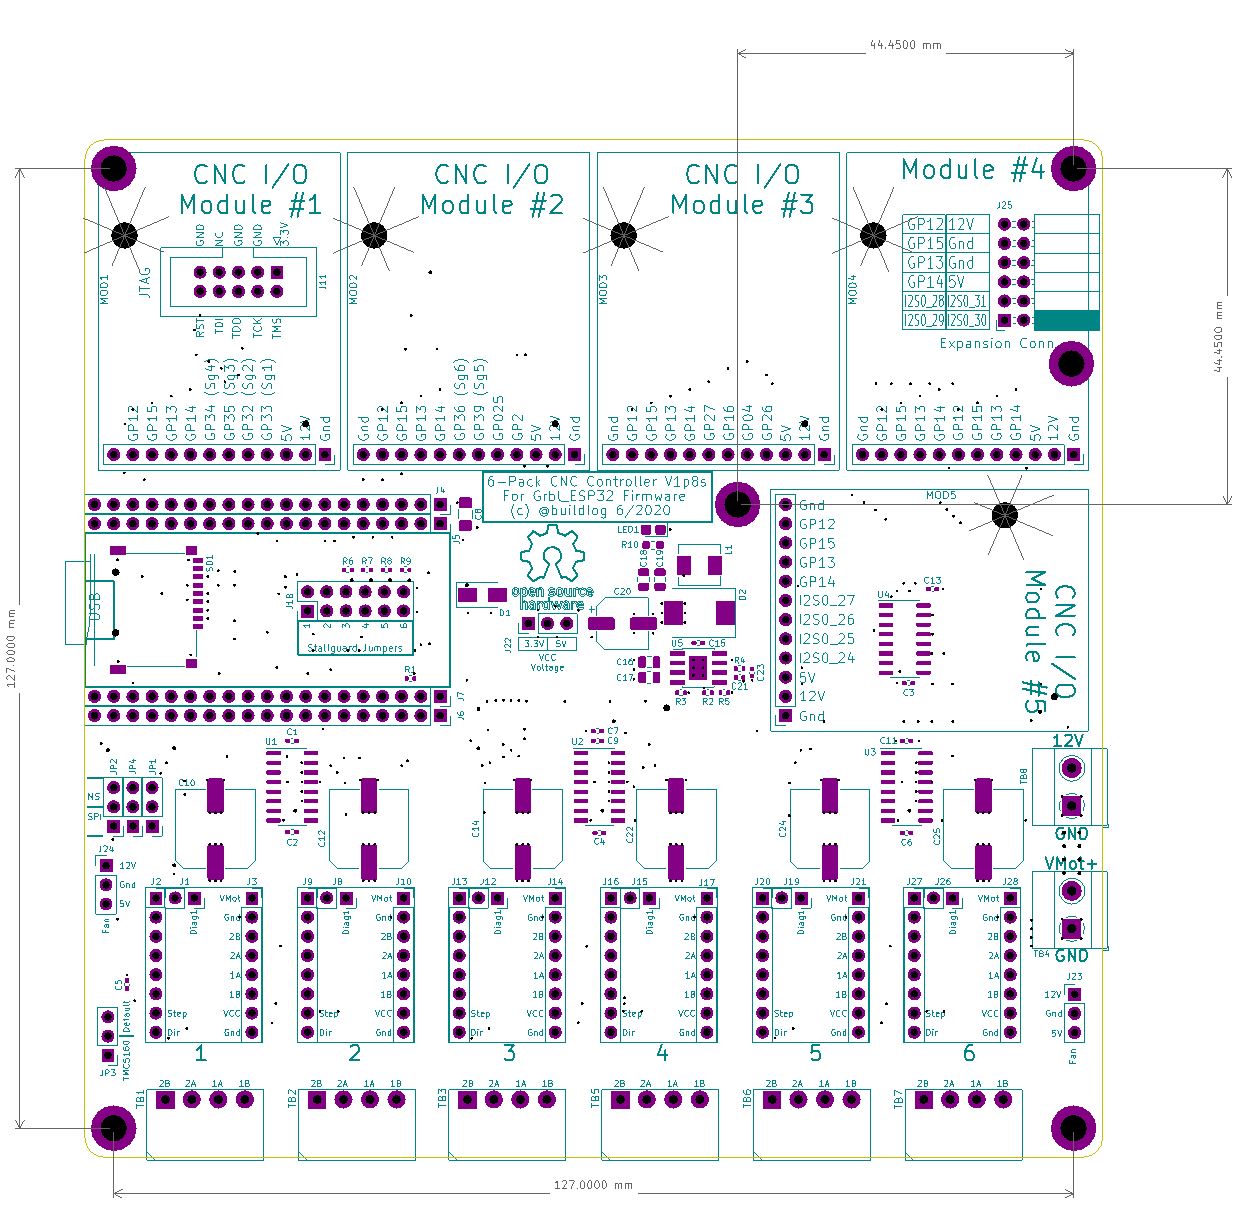 44.4500 mm
CNC I/O
Module #1
CNC I/O
Module #2
CNC I/O
Module #3
Module #4
J25
GP12 12V
GP15 Gnd
GP13 Gnd
GP14 5V
I2S0_28 I2S0_31
I2S0_29 I2S0_30
Expansion Conn
44.4500 mm
GND
NC
GND
GND
3.3V
JTAG
J11
MOD1
MOD2
MOD3
MOD4
RST
TDI
TDO
TCK
TMS
GP12
GP15
GP13
GP14
GP34 (Sg4)
GP35 (Sg3)
GP32 (Sg2)
GP33 (Sg1)
5V
12V
Gnd
Gnd
GP12
GP15
GP13
GP14
GP36 (Sg6)
GP39 (Sg5)
GPO25
GP2
5V
12V
Gnd
Gnd
GP12
GP15
GP13
GP14
GP27
GP16
GP04
GP26
5V
12V
Gnd
Gnd
GP12
GP15
GP13
GP14
GP12
GP15
GP13
GP14
5V
12V
Gnd
6-Pack CNC Controller V1p8s
For Grbl_ESP32 Firmware
(c) @buildlog 6/2020
J4
C8
J5
MOD5
Gnd
GP12
GP15
GP13
GP14
I2S0_27
I2S0_26
I2S0_25
I2S0_24
5V
12V
Gnd
CNC I/O
Module #5
U4
C13
C3
LED1
R10
L1
C18
C19
D2
C20
+
open source
hardware
D1
J22
3.3V 5V
VCC
Voltage
U5
C15
C16
C17
R4
C23
C21
R3 R2 R5
USB
SD1
R6 R7 R8 R9
J18
1 2 3 4 5 6
Stallguard Jumpers
R1
J7
J6
127.0000 mm
U1
C1
C2
U2
C7
C9
C4
U3
C11
C6
JP2
JP4
JP1
NS
SPI
C10
C12
C14
C22
C24
C25
12V
TB8
GND
VMot+
TB4
GND
J24
12V
Gnd
5V
Fan
J2 J1 J3
VMot
Gnd
2B
2A
1A
1B
VCC
Gnd
Diag1
Step
Dir
1
J9 J8 J10
VMot
Gnd
2B
2A
1A
1B
VCC
Gnd
Diag1
Step
Dir
2
J13 J12 J14
VMot
Gnd
2B
2A
1A
1B
VCC
Gnd
Diag1
Step
Dir
3
J16 J15 J17
VMot
Gnd
2B
2A
1A
1B
VCC
Gnd
Diag1
Step
Dir
4
J20 J19 J21
VMot
Gnd
2B
2A
1A
1B
VCC
Gnd
Diag1
Step
Dir
5
J27 J26 J28
VMot
Gnd
2B
2A
1A
1B
VCC
Gnd
Diag1
Step
Dir
6
J23
12V
Gnd
5V
Fan
C5
TMC5160 Default
JP3
TB1
2B 2A 1A 1B
TB2
2B 2A 1A 1B
TB3
2B 2A 1A 1B
TB5
2B 2A 1A 1B
TB6
2B 2A 1A 1B
TB7
2B 2A 1A 1B
127.0000 mm